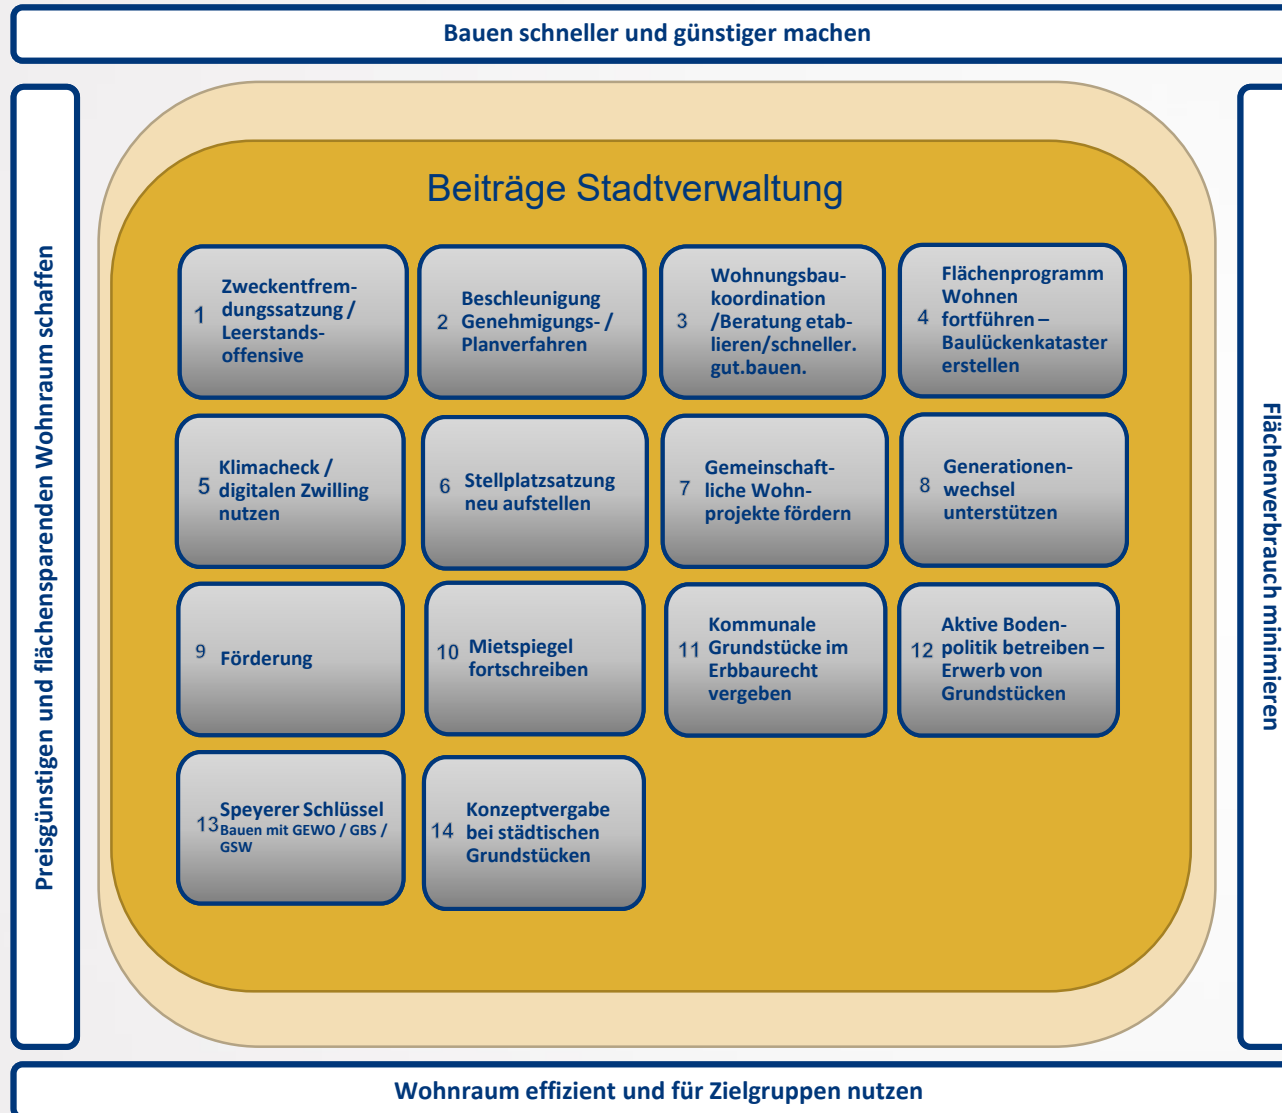 Bauen schneller und günstiger machen
Preisgünstigen und flächensparenden Wohnraum schaffen
Beiträge Stadtverwaltung
1
Zweckentfrem-
dungssatzung /
Leerstands-
offensive
2
Beschleunigung
Genehmigungs- /
Planverfahren
3
Wohnungsbau-
koordination
/Beratung etab-
lieren/schneller.
gut.bauen.
4
Flächenprogramm
Wohnen
fortführen –
Baulückenkataster
erstellen
5
Klimacheck /
digitalen Zwilling
nutzen
6
Stellplatzsatzung
neu aufstellen
7
Gemeinschaft-
liche Wohn-
projekte fördern
8
Generationen-
wechsel
unterstützen
9
Förderung
10
Mietspiegel
fortschreiben
11
Kommunale
Grundstücke im
Erbbaurecht
vergeben
12
Aktive Boden-
politik betreiben –
Erwerb von
Grundstücken
13
Speyerer Schlüssel
Bauen mit GEWO / GBS /
GSW
14
Konzeptvergabe
bei städtischen
Grundstücken
Flächenverbrauch minimieren
Wohnraum effizient und für Zielgruppen nutzen